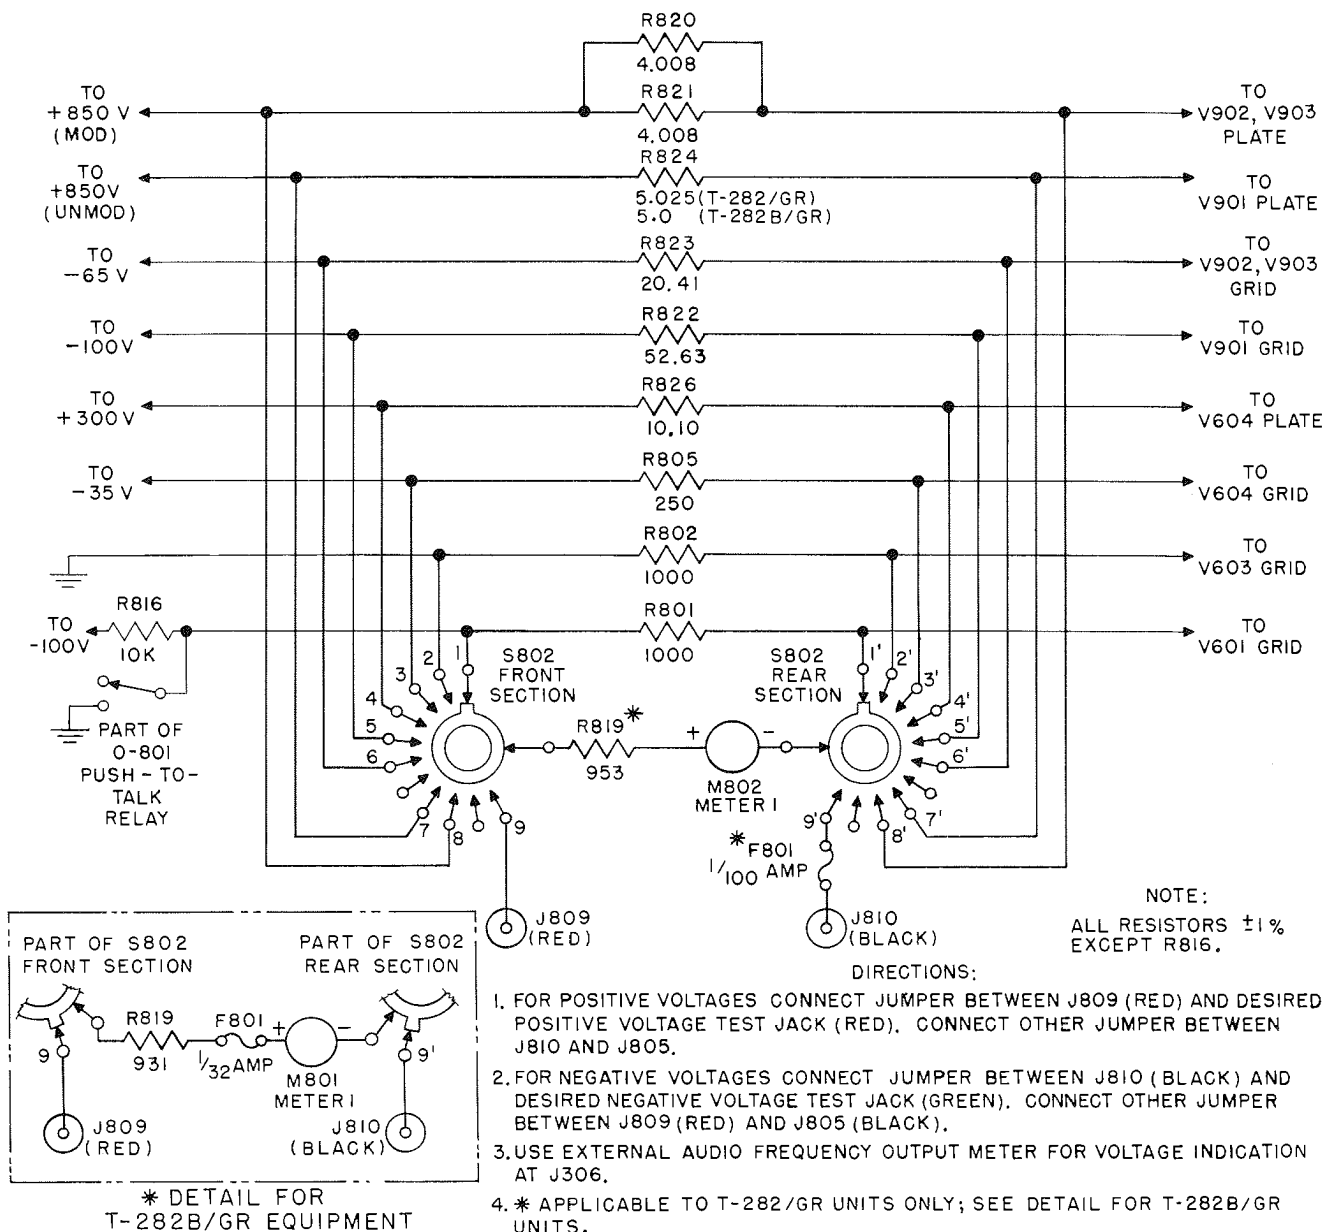 R820
4.008
TO
+850 V
(MOD)
R821
4.008
TO
V902, V903
PLATE
TO
+850V
(UNMOD)
R824
5.025(T-282/GR)
5.0 (T-282B/GR)
TO
V901 PLATE
TO
-65 V
R823
20.41
TO
V902, V903
GRID
TO
-100V
R822
52.63
TO
V901 GRID
TO
+300V
R826
10.10
TO
V604 PLATE
TO
-35 V
R805
250
TO
V604 GRID
R802
1000
TO
V603 GRID
TO
-100V
R816
10K
R801
1000
TO
V601 GRID
PART OF
O-801
PUSH-TO-
TALK
RELAY
S802
FRONT
SECTION
1
2
3
4
5
6
7
8
9
R819*
953
+
-
M802
METER 1
S802
REAR
SECTION
1'
2'
3'
4'
5'
6'
7'
8'
9'
*F801
1/100 AMP
J809
(RED)
J810
(BLACK)
NOTE:
ALL RESISTORS ±1%
EXCEPT R816.
PART OF S802
FRONT SECTION
PART OF S802
REAR SECTION
9
R819
931
F801
1/32 AMP
+
-
M801
METER 1
9'
J809
(RED)
J810
(BLACK)
* DETAIL FOR
T-282B/GR EQUIPMENT
DIRECTIONS:
1. FOR POSITIVE VOLTAGES CONNECT JUMPER BETWEEN J809 (RED) AND DESIRED
POSITIVE VOLTAGE TEST JACK (RED). CONNECT OTHER JUMPER BETWEEN
J810 AND J805.
2. FOR NEGATIVE VOLTAGES CONNECT JUMPER BETWEEN J810 (BLACK) AND
DESIRED NEGATIVE VOLTAGE TEST JACK (GREEN). CONNECT OTHER JUMPER
BETWEEN J809 (RED) AND J805 (BLACK).
3. USE EXTERNAL AUDIO FREQUENCY OUTPUT METER FOR VOLTAGE INDICATION
AT J306.
4. * APPLICABLE TO T-282/GR UNITS ONLY; SEE DETAIL FOR T-282B/GR
UNITS.